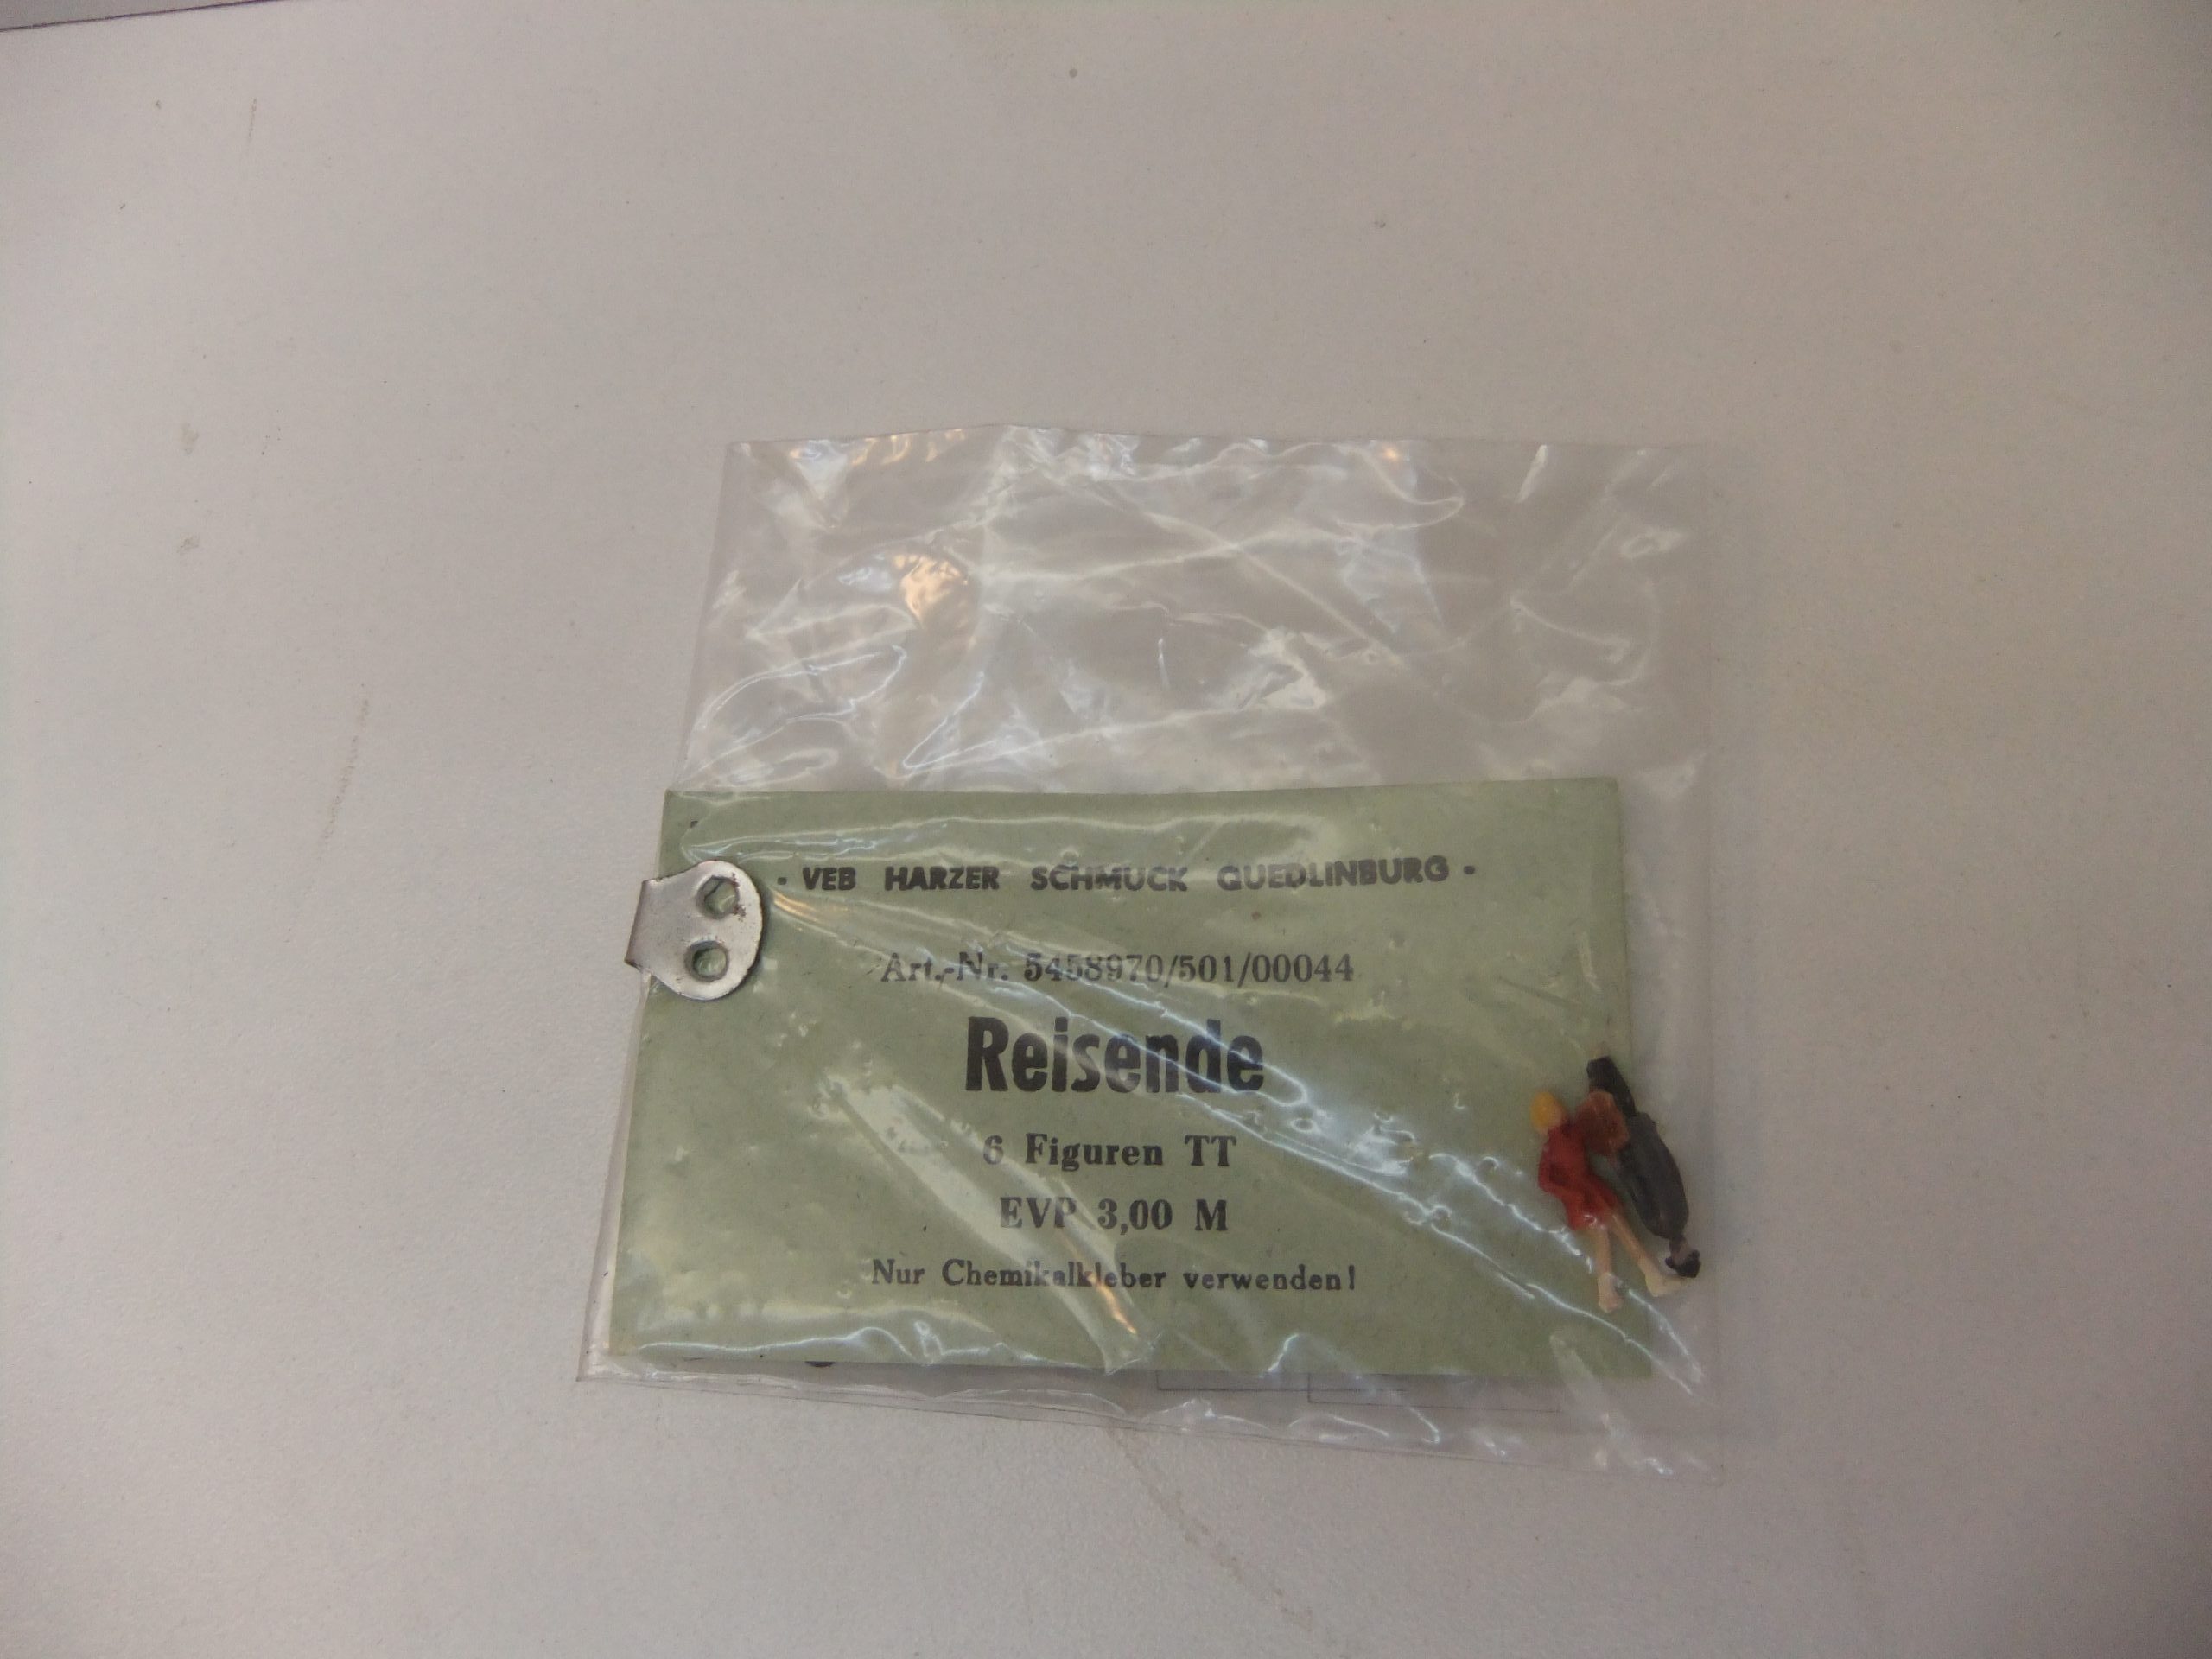 · VEB HARZER SCHMUCK QUEDLINBURG ·
Art.-Nr. 5458970/501/00044
Reisende
6 Figuren TT
EVP 3,00 M
Nur Chemikalkleber verwenden!